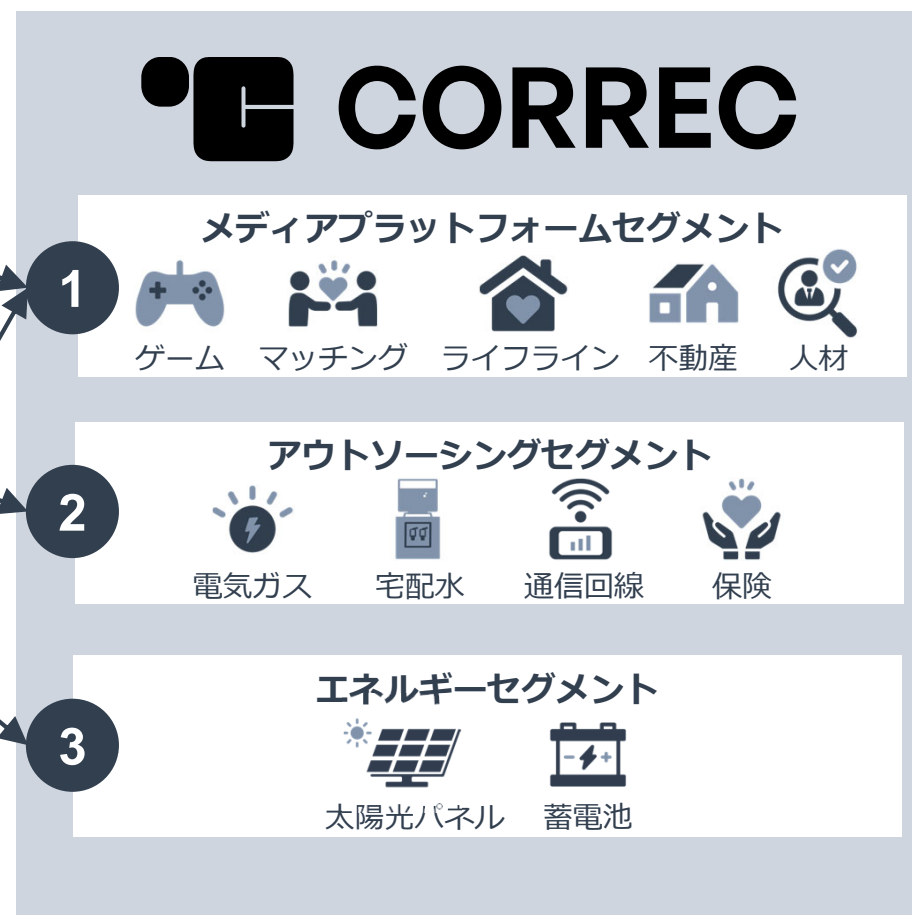 CORREC
メディアプラットフォームセグメント
1
ゲーム マッチング ライフライン 不動産 人材
アウトソーシングセグメント
2
電気ガス 宅配水 通信回線 保険
エネルギーセグメント
3
太陽光パネル 蓄電池